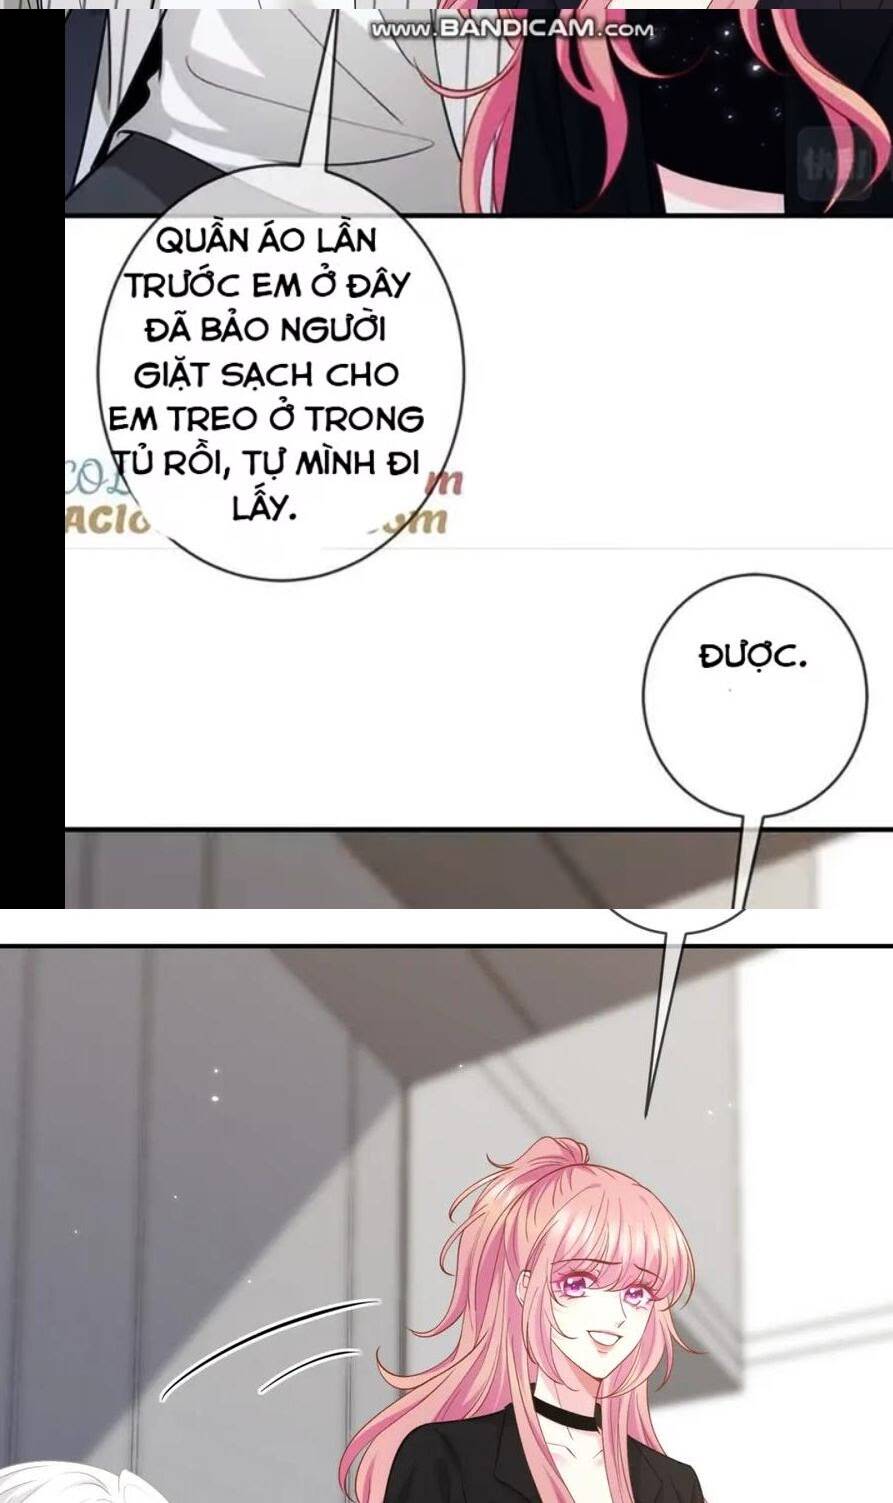 www.BANDICAM.com
QUẦN ÁO LẦN
TRƯỚC EM Ở ĐÂY
ĐÃ BẢO NGƯỜI
GIẶT SẠCH CHO
EM TREO Ở TRONG
TỦ RỒI, TỰ MÌNH ĐI
LẤY.
ĐƯỢC.